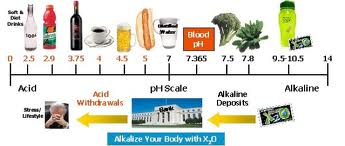 Soft &
Diet
Drinks
SODA
Distilled
Water
Blood
pH
0 2.5 2.9 3.75 4 4.5 5 7 7.365 7.5 7.8 9.5-10.5 14
Acid
pH Scale
Alkaline
Stress/
Lifestyle
Acid
Withdrawals
Bank
Alkaline
Deposits
X2O
Alkalize Your Body with X2O